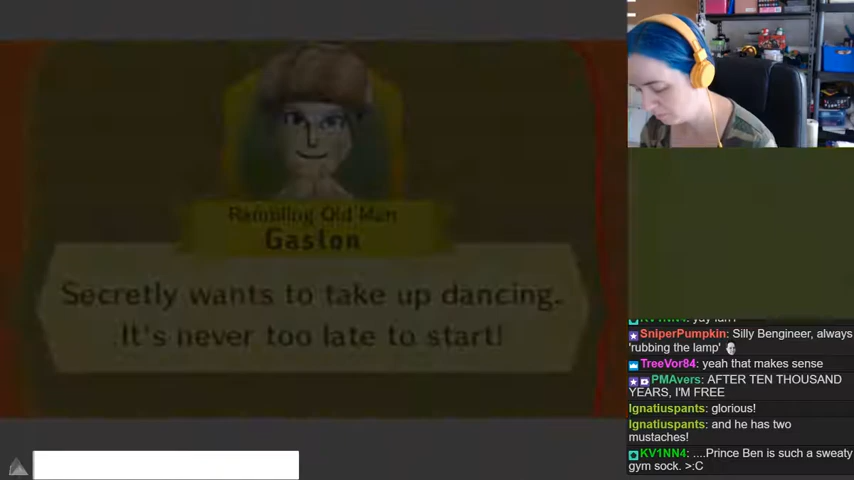 Rambling Old Man
Gaston
Secretly wants to take up dancing.
It's never too late to start!
KV1NN4: yay
SniperPumpkin: Silly Bengineer, always
'rubbing the lamp'
TreeVor84: yeah that makes sense
PMAvers: AFTER TEN THOUSAND
YEARS, I'M FREE
Ignatiuspants: glorious!
Ignatiuspants: and he has two
mustaches!
KV1NN4: ....Prince Ben is such a sweaty
gym sock. >:C